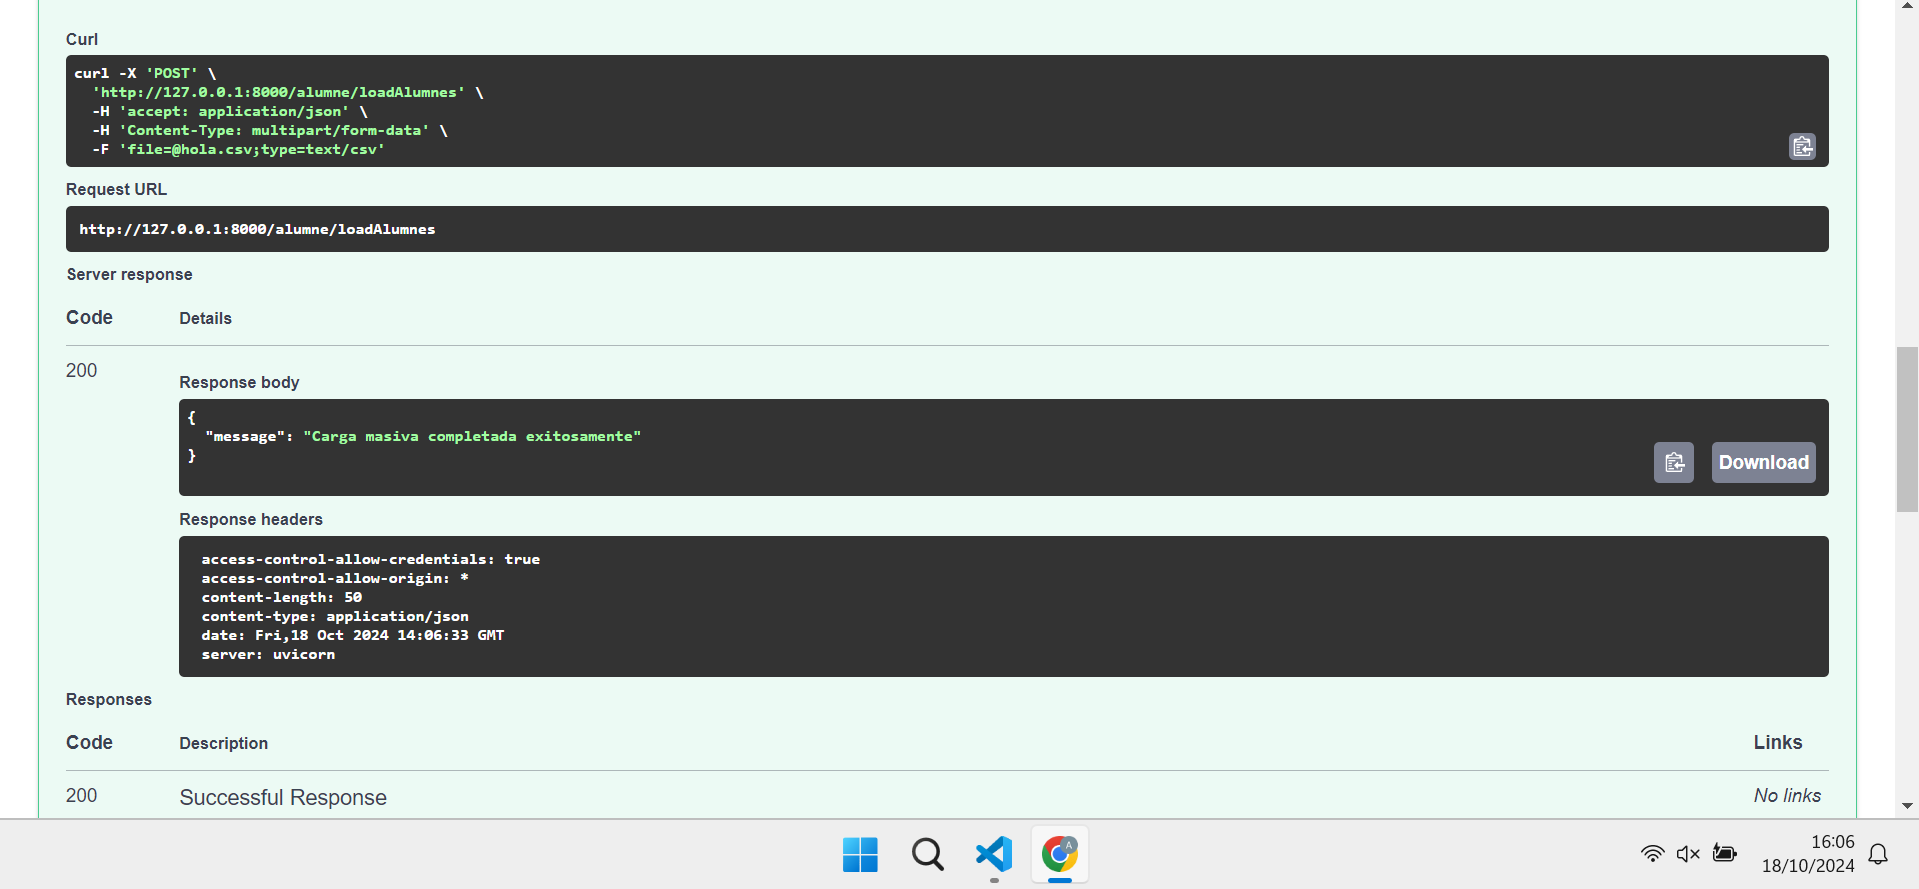 Curl
curl -X 'POST' \
'http://127.0.0.1:8000/alumne/loadAlumnes' \
-H 'accept: application/json' \
-H 'Content-Type: multipart/form-data' \
-F 'file=@hola.csv;type=text/csv'
Request URL
http://127.0.0.1:8000/alumne/loadAlumnes
Server response
Code Details
200
Response body
{
"message": "Carga masiva completada exitosamente"
}
Download
Response headers
access-control-allow-credentials: true
access-control-allow-origin: *
content-length: 50
content-type: application/json
date: Fri,18 Oct 2024 14:06:33 GMT
server: uvicorn
Responses
Code Description Links
200 Successful Response No links
A
16:06
18/10/2024